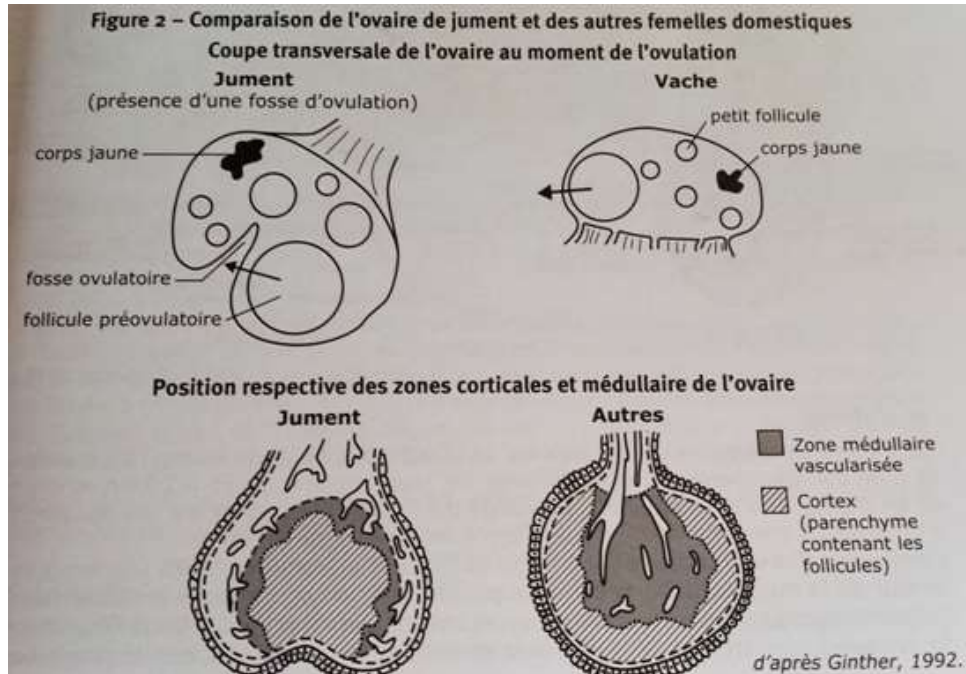 Figure 2 – Comparaison de l'ovaire de jument et des autres femelles domestiques
Coupe transversale de l'ovaire au moment de l'ovulation
Jument
(présence d'une fosse d'ovulation)
corps jaune
fosse ovulatoire
follicule préovulatoire
Vache
petit follicule
corps jaune
Position respective des zones corticales et médullaire de l'ovaire
Jument
Autres
Zone médullaire
vascularisée
Cortex
(parenchyme
contenant les
follicules)
d'après Ginther, 1992.